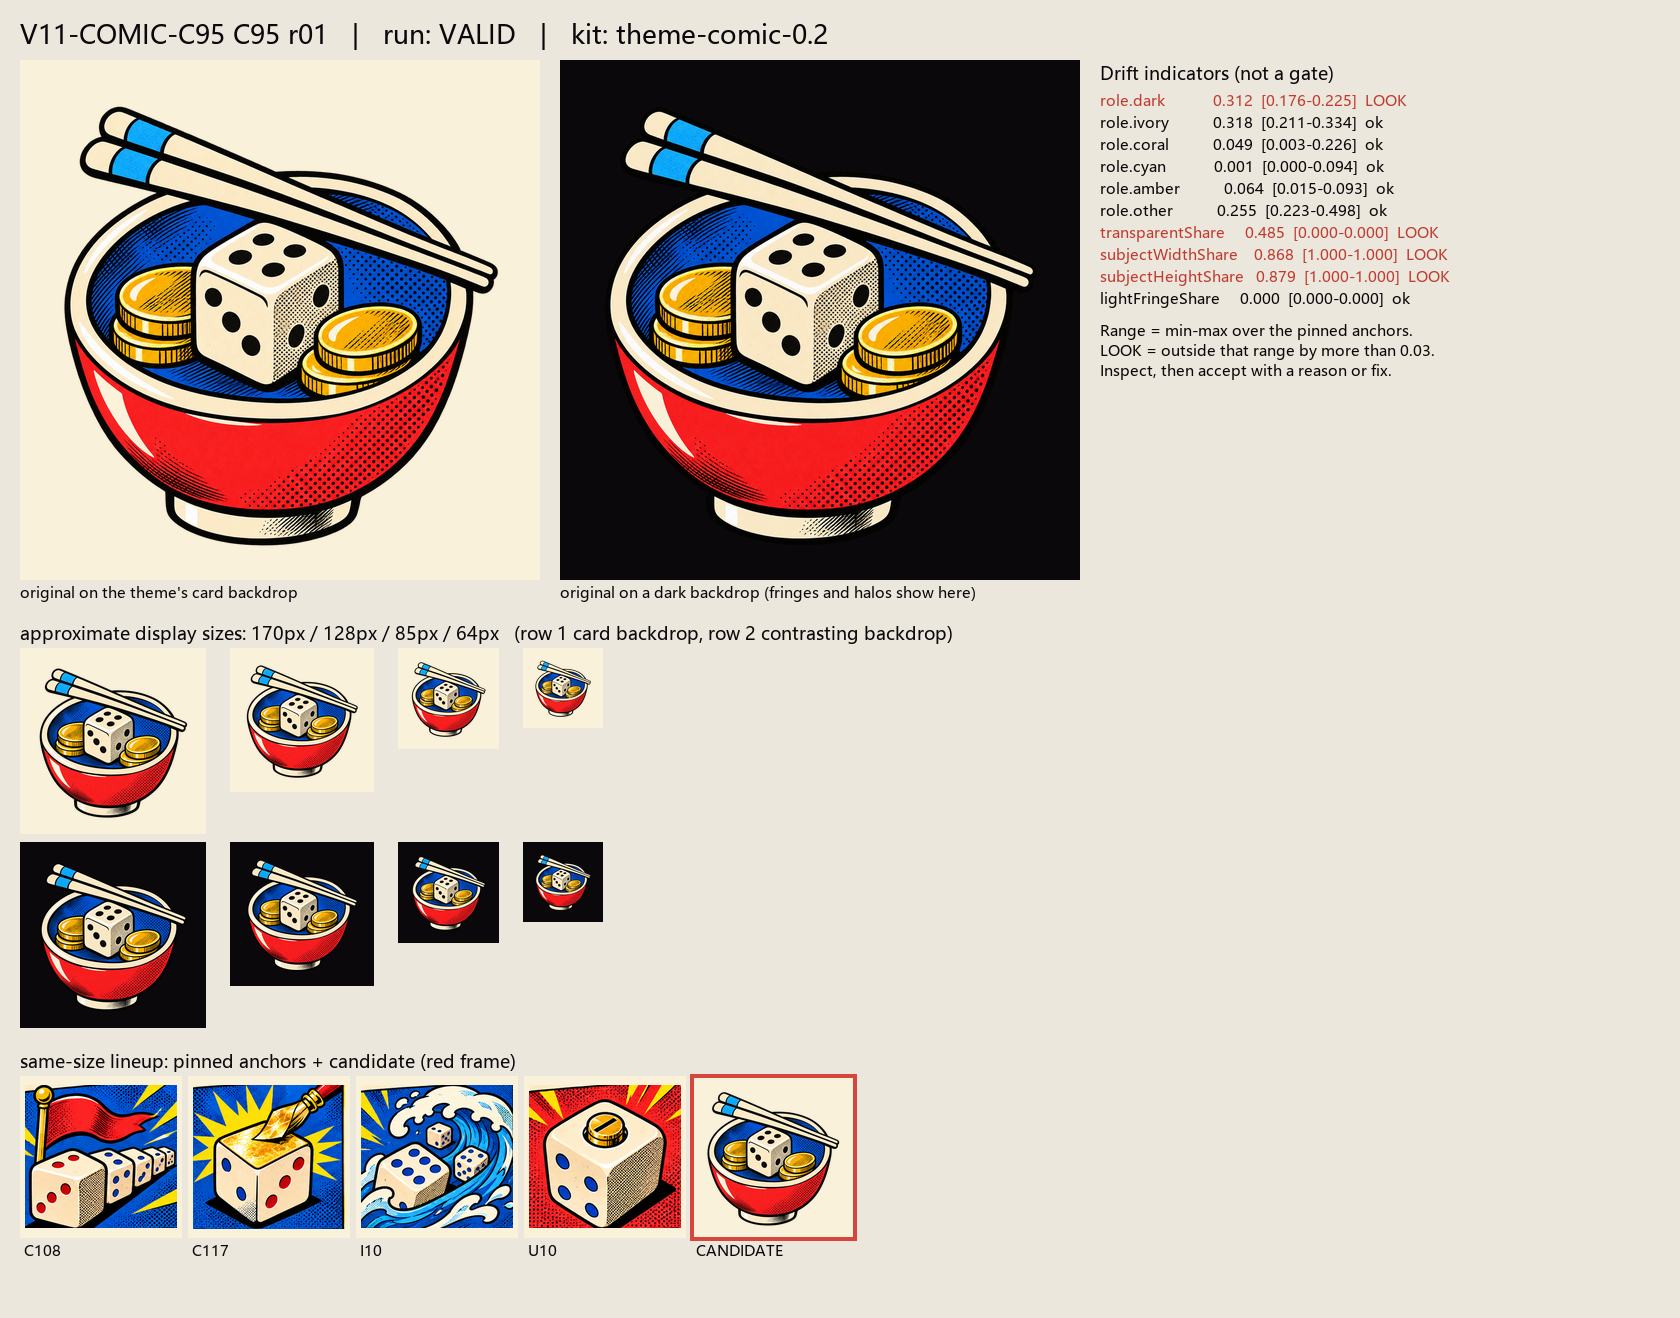 V11-COMIC-C95 C95 r01 | run: VALID | kit: theme-comic-0.2
Drift indicators (not a gate)
role.dark 0.312 [0.176-0.225] LOOK
role.ivory 0.318 [0.211-0.334] ok
role.coral 0.049 [0.003-0.226] ok
role.cyan 0.001 [0.000-0.094] ok
role.amber 0.064 [0.015-0.093] ok
role.other 0.255 [0.223-0.498] ok
transparentShare 0.485 [0.000-0.000] LOOK
subjectWidthShare 0.868 [1.000-1.000] LOOK
subjectHeightShare 0.879 [1.000-1.000] LOOK
lightFringeShare 0.000 [0.000-0.000] ok
Range = min-max over the pinned anchors.
LOOK = outside that range by more than 0.03.
Inspect, then accept with a reason or fix.
original on the theme's card backdrop
original on a dark backdrop (fringes and halos show here)
approximate display sizes: 170px / 128px / 85px / 64px (row 1 card backdrop, row 2 contrasting backdrop)
same-size lineup: pinned anchors + candidate (red frame)
C108
C117
I10
U10
CANDIDATE